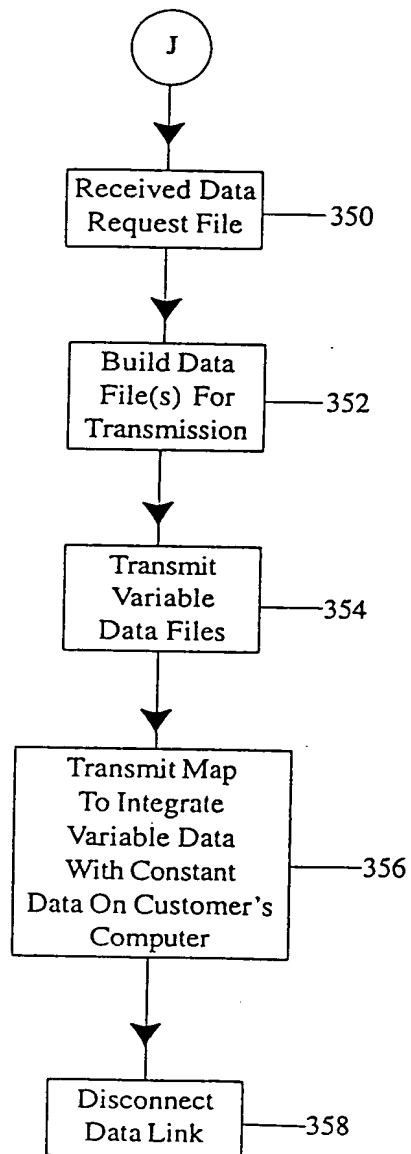 J
Received Data
Request File
350
Build Data
File(s) For
Transmission
352
Transmit
Variable
Data Files
354
Transmit Map
To Integrate
Variable Data
With Constant
Data On Customer's
Computer
356
Disconnect
Data Link
358